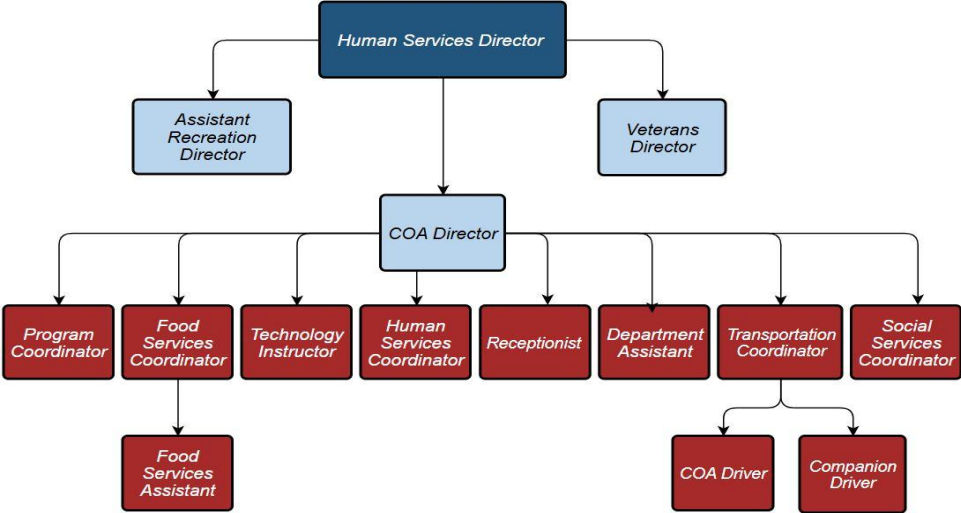 Human Services Director
Assistant
Recreation
Director
Veterans
Director
COA Director
Program
Coordinator
Food
Services
Coordinator
Technology
Instructor
Human
Services
Coordinator
Receptionist
Department
Assistant
Transportation
Coordinator
Social
Services
Coordinator
Food
Services
Assistant
COA Driver
Companion
Driver